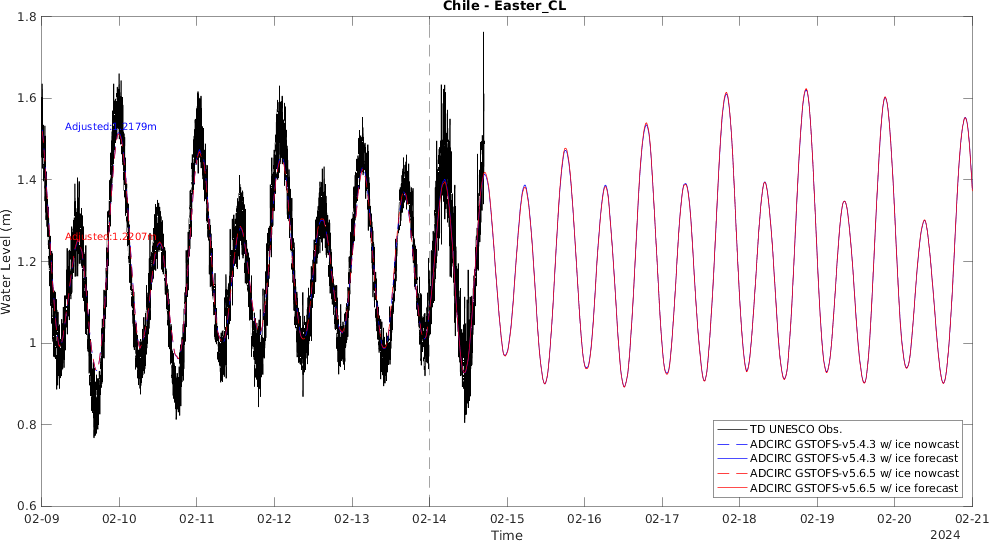 Chile - Easter_CL
1.8
1.6
1.4
1.2
1
0.8
0.6
Water Level (m)
Adjusted:1.2179m
Adjusted:1.2207m
TD UNESCO Obs.
ADCIRC GSTOFS-v5.4.3 w/ ice nowcast
ADCIRC GSTOFS-v5.4.3 w/ ice forecast
ADCIRC GSTOFS-v5.6.5 w/ ice nowcast
ADCIRC GSTOFS-v5.6.5 w/ ice forecast
02-09 02-10 02-11 02-12 02-13 02-14 02-15 02-16 02-17 02-18 02-19 02-20 02-21
Time
2024